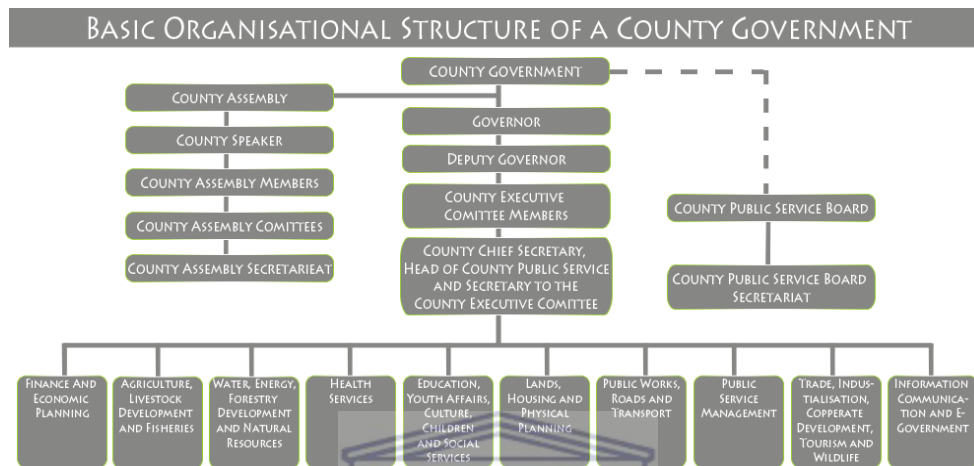 BASIC ORGANISATIONAL STRUCTURE OF A COUNTY GOVERNMENT
COUNTY GOVERNMENT
COUNTY ASSEMBLY
COUNTY SPEAKER
COUNTY ASSEMBLY MEMBERS
COUNTY ASSEMBLY COMITTEES
COUNTY ASSEMBLY SECRETARIEAT
GOVERNOR
DEPUTY GOVERNOR
COUNTY EXECUTIVE
COMITTEE MEMBERS
COUNTY CHIEF SECRETARY,
HEAD OF COUNTY PUBLIC SERVICE
AND SECRETARY TO THE
COUNTY EXECUTIVE COMITTEE
COUNTY PUBLIC SERVICE BOARD
COUNTY PUBLIC SERVICE BOARD
SECRETARIAT
FINANCE AND
ECONOMIC
PLANNING
AGRICULTURE,
LIVESTOCK
DEVELOPMENT
AND FISHERIES
WATER, ENERGY,
FORESTRY
DEVELOPMENT
AND NATURAL
RESOURCES
HEALTH
SERVICES
EDUCATION,
YOUTH AFFAIRS,
CULTURE,
CHILDREN
AND SOCIAL
SERVICES
LANDS,
HOUSING AND
PHYSICAL
PLANNING
PUBLIC WORKS,
ROADS AND
TRANSPORT
PUBLIC
SERVICE
MANAGEMENT
TRADE, INDUS-
TIALISATION,
COPPERATE
DEVELOPMENT,
TOURISM AND
WILDLIFE
INFORMATION
COMMUNICA-
TION AND E-
GOVERNMENT